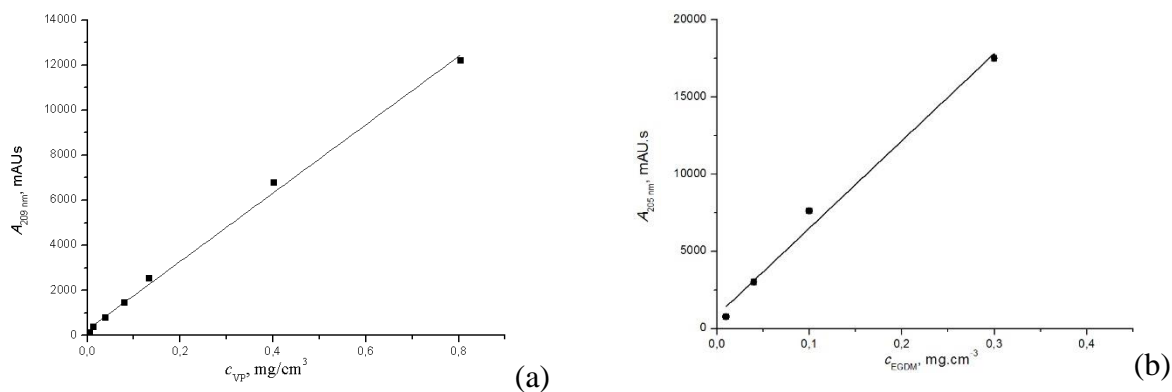 14000
12000
10000
8000
6000
4000
2000
0
A209 nm, mAUs
0,0 0,2 0,4 0,6 0,8
cVP, mg/cm3
(a)
20000
15000
10000
5000
0
A205 nm, mAU.s
0,0 0,1 0,2 0,3 0,4
cEGDM, mg.cm-3
(b)